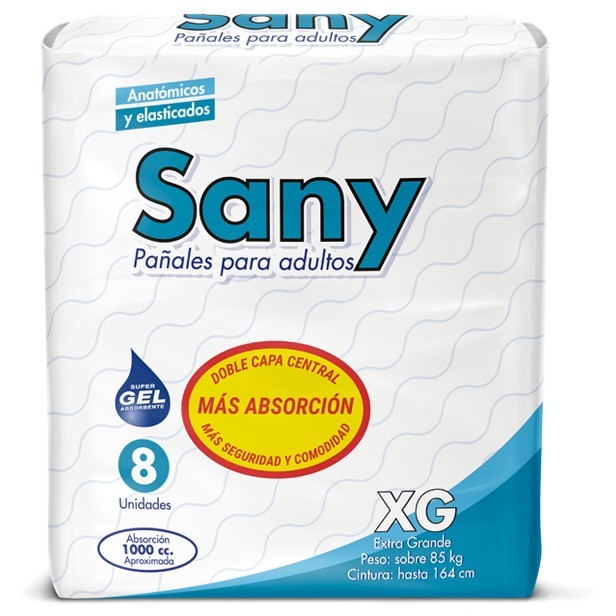 Sany
Pañales para adultos
Anatómicos
y elasticados
Sany
Pañales para adultos
SUPER
GEL
ABSORBENTE
DOBLE CAPA CENTRAL
MÁS ABSORCIÓN
MÁS SEGURIDAD Y COMODIDAD
8
Unidades
Absorción
1000 cc.
Aproximada
XG
Extra Grande
Peso: sobre 85 kg
Cintura: hasta 164 cm